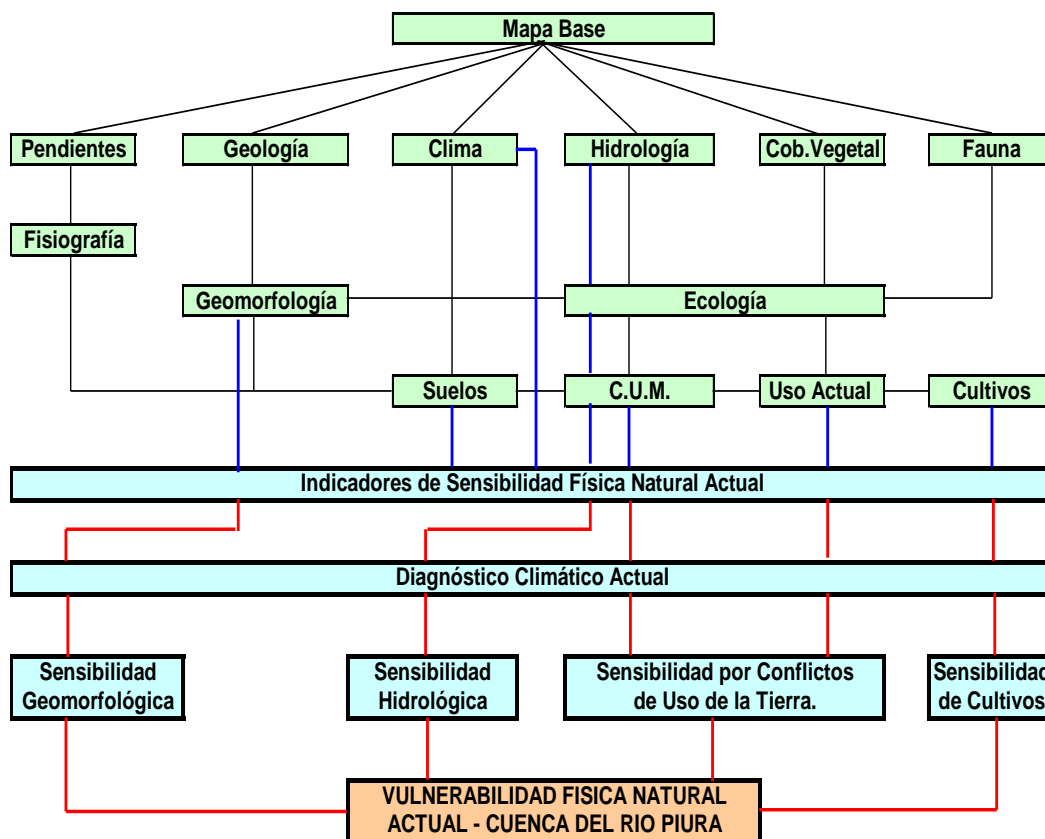 Mapa Base
Pendientes
Geología
Clima
Hidrología
Cob.Vegetal
Fauna
Fisiografía
Geomorfología
Ecología
Suelos
C.U.M.
Uso Actual
Cultivos
Indicadores de Sensibilidad Física Natural Actual
Diagnóstico Climático Actual
Sensibilidad
Geomorfológica
Sensibilidad
Hidrológica
Sensibilidad por Conflictos
de Uso de la Tierra.
Sensibilidad
de Cultivos
VULNERABILIDAD FISICA NATURAL
ACTUAL - CUENCA DEL RIO PIURA